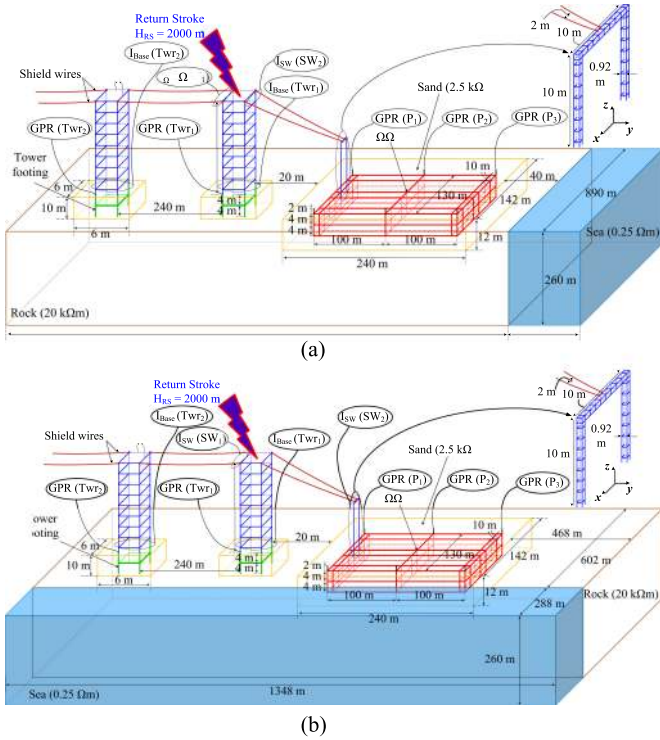 Return Stroke
H_RS = 2000 m
I_Base (Twr_2)
Ω Ω
I_SW (SW_2)
I_Base (Twr_1)
Shield wires
Sand (2.5 kΩ
GPR (Twr_2)
GPR (Twr_1)
GPR (P_1)
GPR (P_2)
GPR (P_3)
ΩΩ
2 m
10 m
0.92
m
10 m
z
x
y
Tower
footing
6 m
10 m
6 m
240 m
4 m
4 m
20 m
10 m
130 m
40 m
142 m
890 m
2 m
4 m
4 m
100 m
100 m
12 m
240 m
Sea (0.25 Ωm)
260 m
Rock (20 kΩm)
(a)
Return Stroke
H_RS = 2000 m
I_Base (Twr_2)
I_SW (SW_1)
I_Base (Twr_1)
I_SW (SW_2)
Shield wires
Sand (2.5 kΩ
GPR (Twr_2)
GPR (Twr_1)
GPR (P_1)
GPR (P_2)
GPR (P_3)
ΩΩ
2 m
10 m
0.92
m
10 m
z
x
y
ower
ooting
6 m
10 m
6 m
240 m
4 m
4 m
20 m
10 m
130 m
142 m
468 m
602 m
2 m
4 m
4 m
100 m
100 m
12 m
240 m
288 m
Rock (20 kΩm)
260 m
Sea (0.25 Ωm)
1348 m
(b)